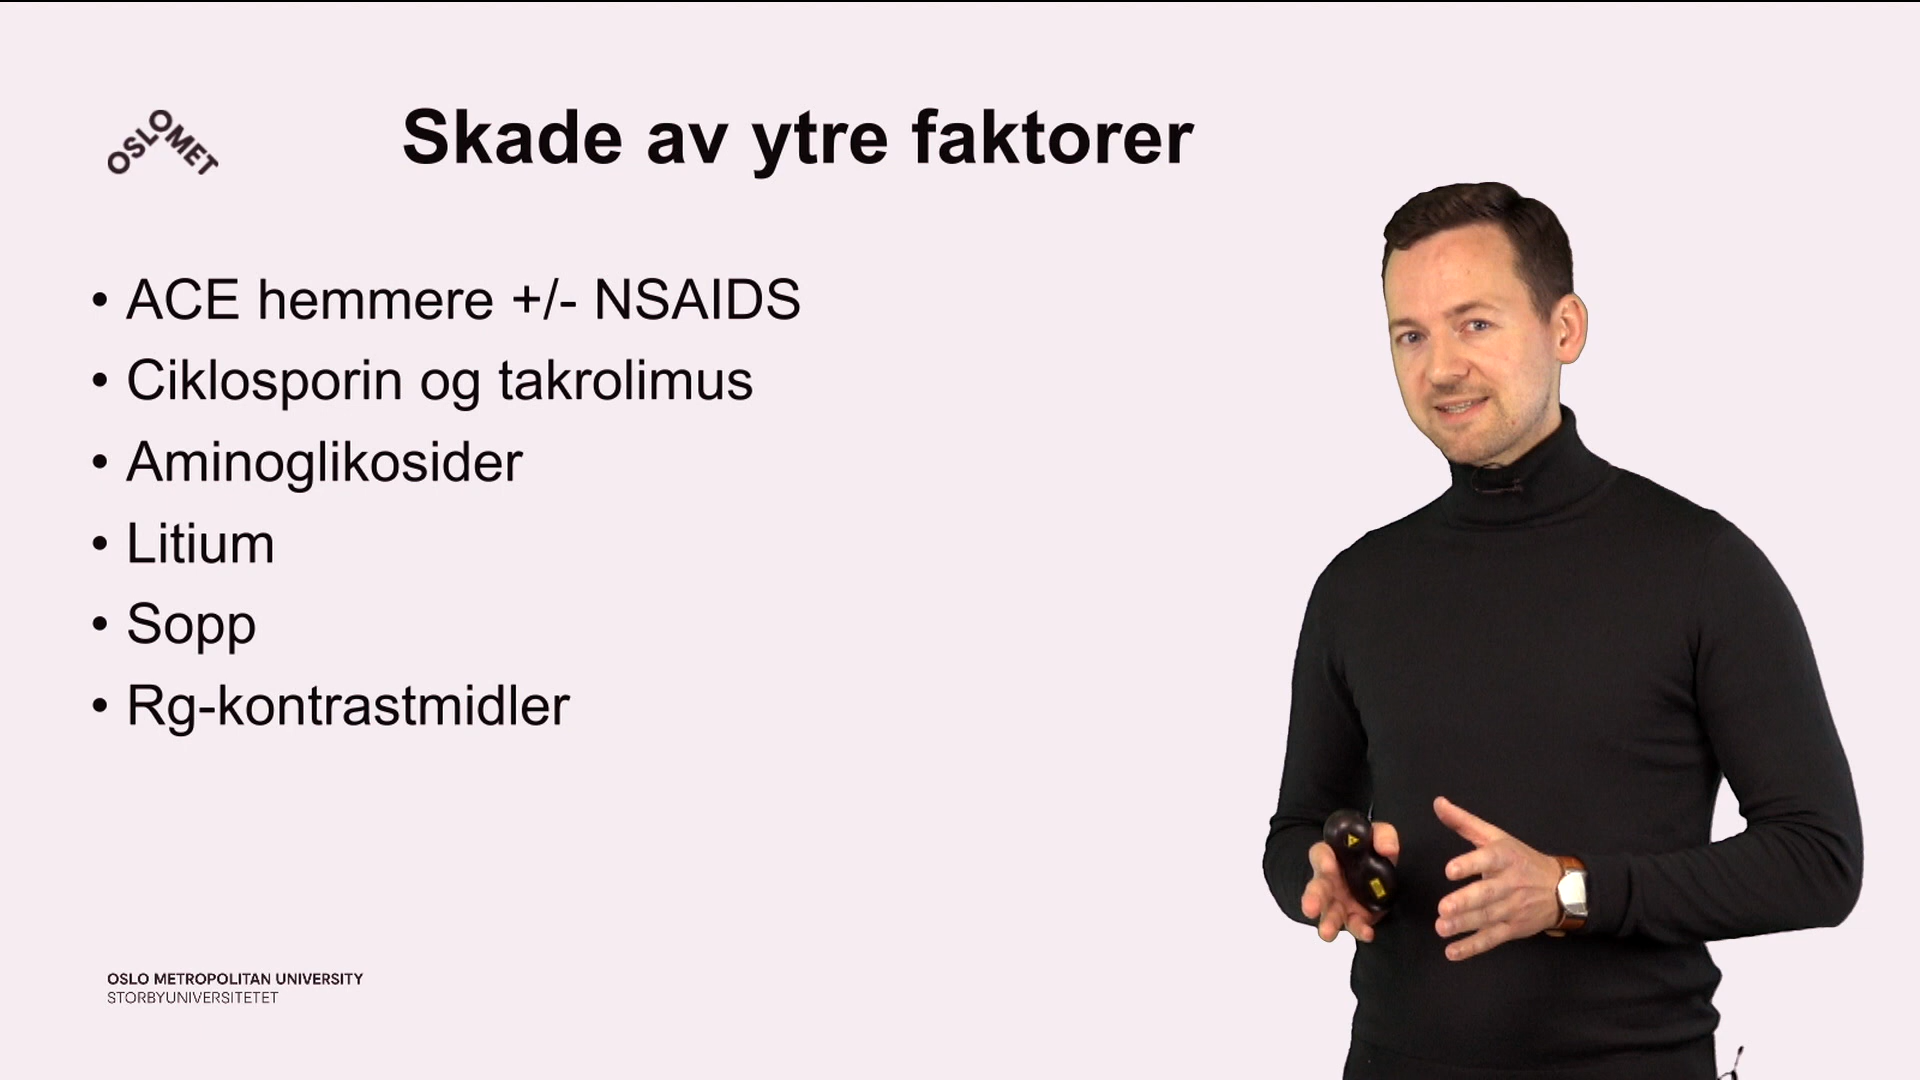 OSLOMET
Skade av ytre faktorer
• ACE hemmere +/- NSAIDS
• Ciklosporin og takrolimus
• Aminoglikosider
• Litium
• Sopp
• Rg-kontrastmidler
OSLO METROPOLITAN UNIVERSITY
STORBYUNIVERSITETET